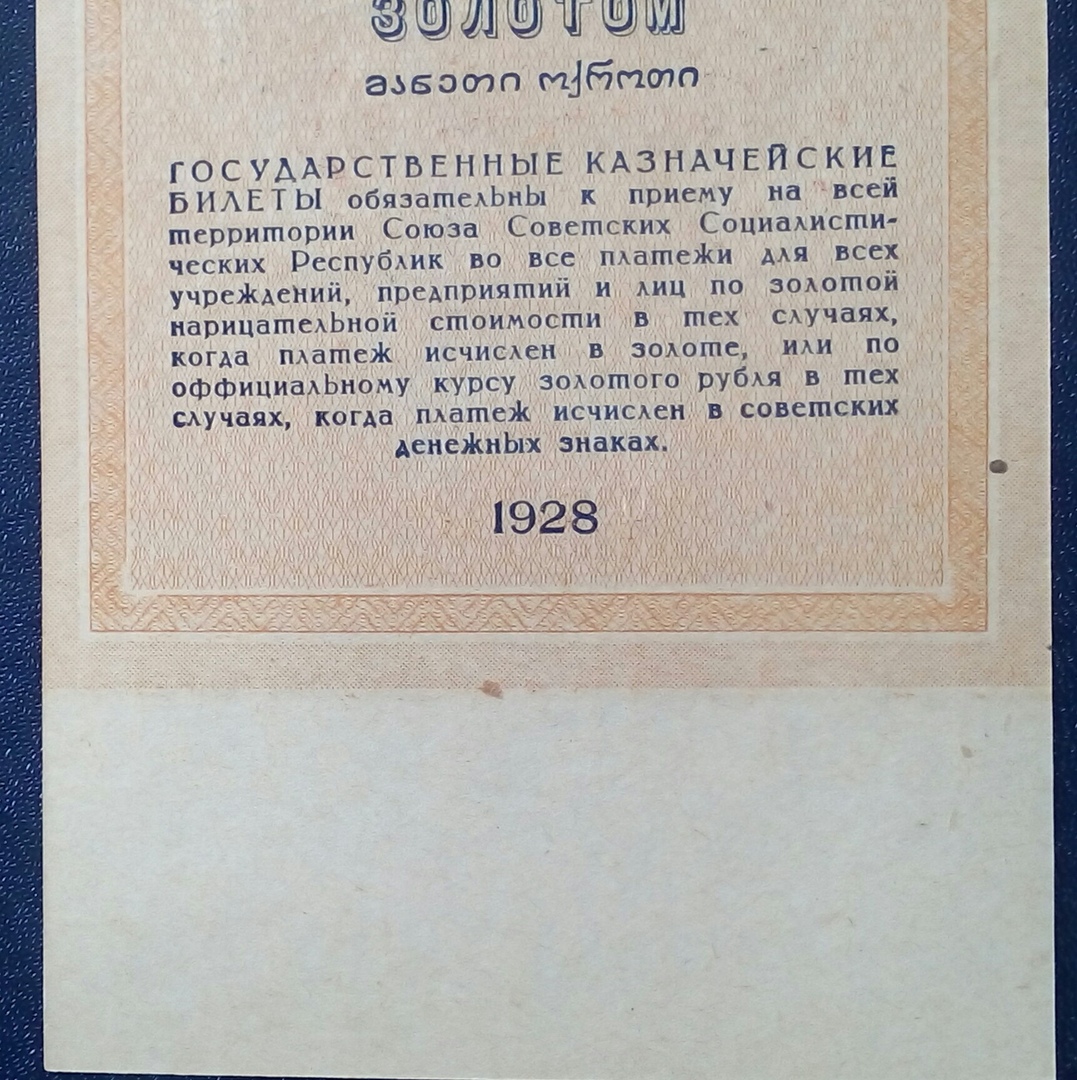 ЗОЛОТОМ
მანეთი ოქროთი
ГОСУДАРСТВЕННЫЕ КАЗНАЧЕЙСКИЕ
БИЛЕТЫ обязательны к приему на всей
территории Союза Советских Социалисти-
ческих Республик во все платежи для всех
учреждений, предприятий и лиц по золотой
нарицательной стоимости в тех случаях,
когда платеж исчислен в золоте, или по
оффициальному курсу золотого рубля в тех
случаях, когда платеж исчислен в советских
денежных знаках.
1928